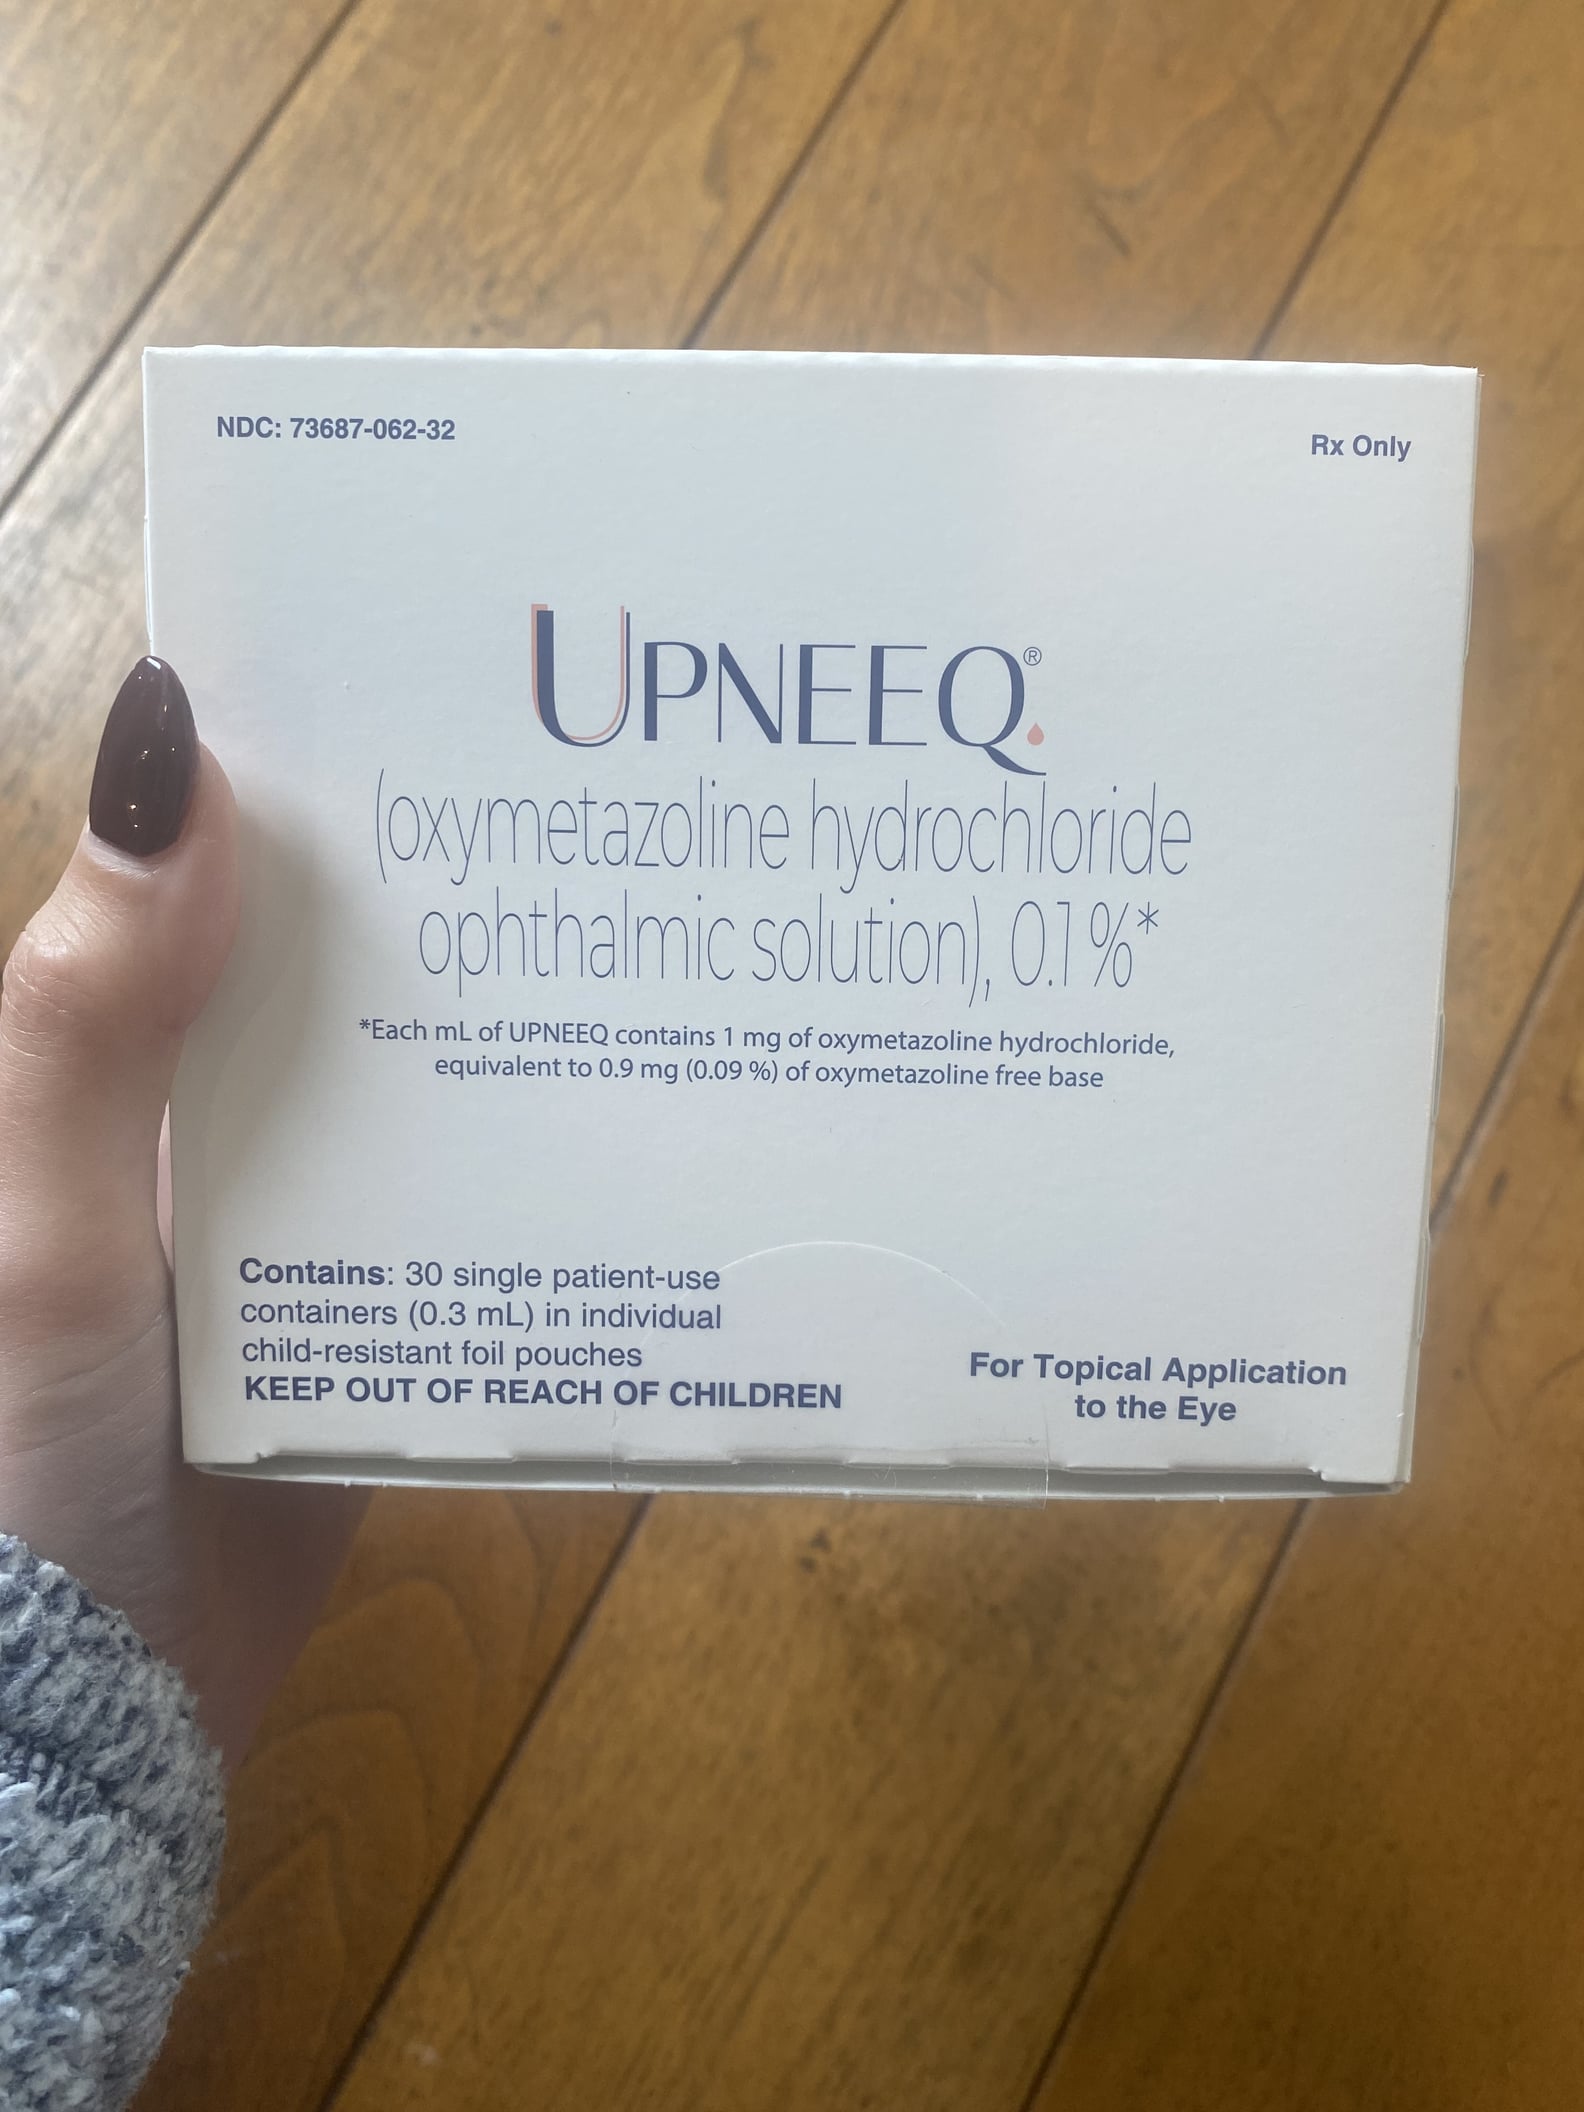 NDC: 73687-062-32
Rx Only
UPNEEQ®
(oxymetazoline hydrochloride
ophthalmic solution), 0.1%*
*Each mL of UPNEEQ contains 1 mg of oxymetazoline hydrochloride,
equivalent to 0.9 mg (0.09 %) of oxymetazoline free base
Contains: 30 single patient-use
containers (0.3 mL) in individual
child-resistant foil pouches
KEEP OUT OF REACH OF CHILDREN
For Topical Application
to the Eye